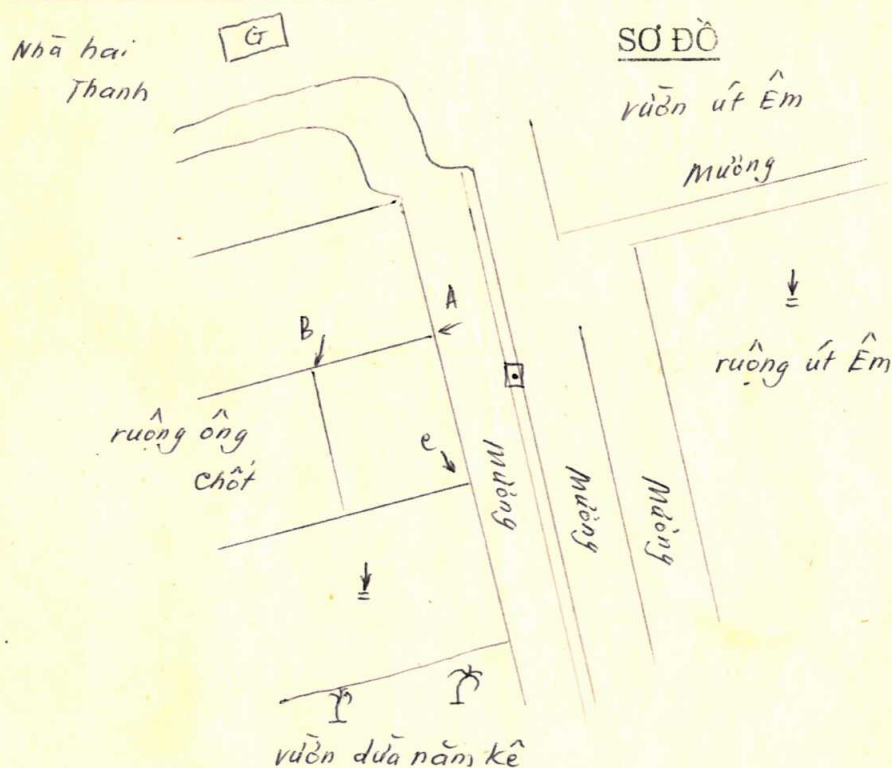 SƠ ĐỒ
Nhà hai
Thanh
G
vườn út Êm
Mương
A
B
ruộng út Êm
ruộng ông
chốt
C
Mương
Mương
Mương
vườn dừa năm kê